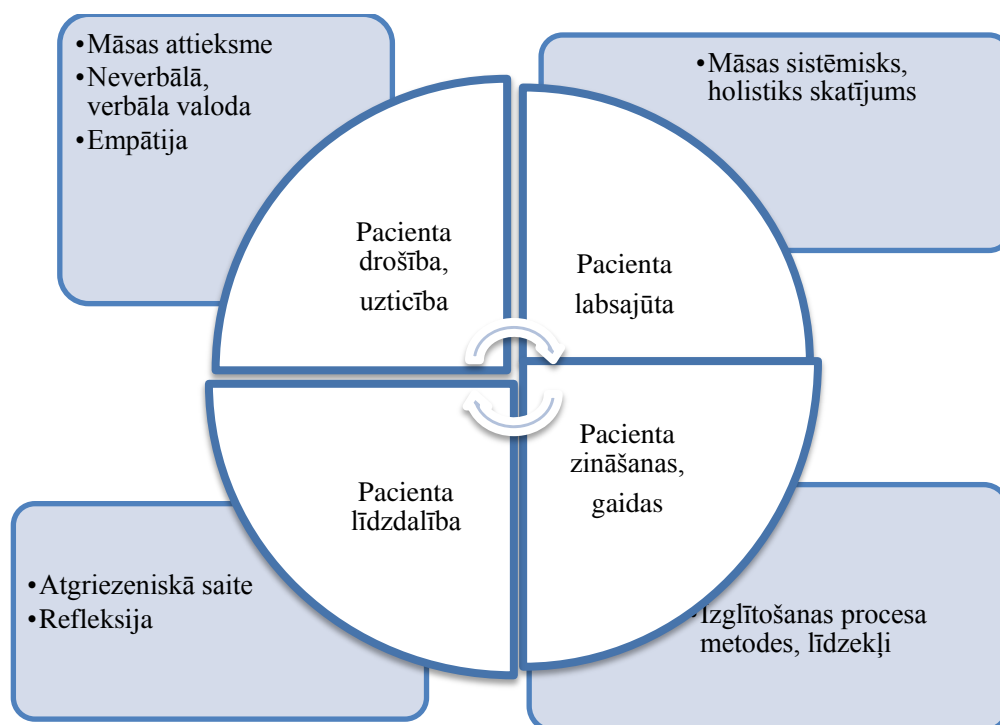 •Māsas attieksme
•Neverbālā,
verbāla valoda
•Empātija
•Māsas sistēmisks,
holistiks skatījums
Pacienta
drošība,
uzticība
Pacienta
labsajūta
Pacienta
līdzdalība
Pacienta
zināšanas,
gaidas
•Atgriezeniskā saite
•Refleksija
•Izglītošanas procesa
metodes, līdzekļi